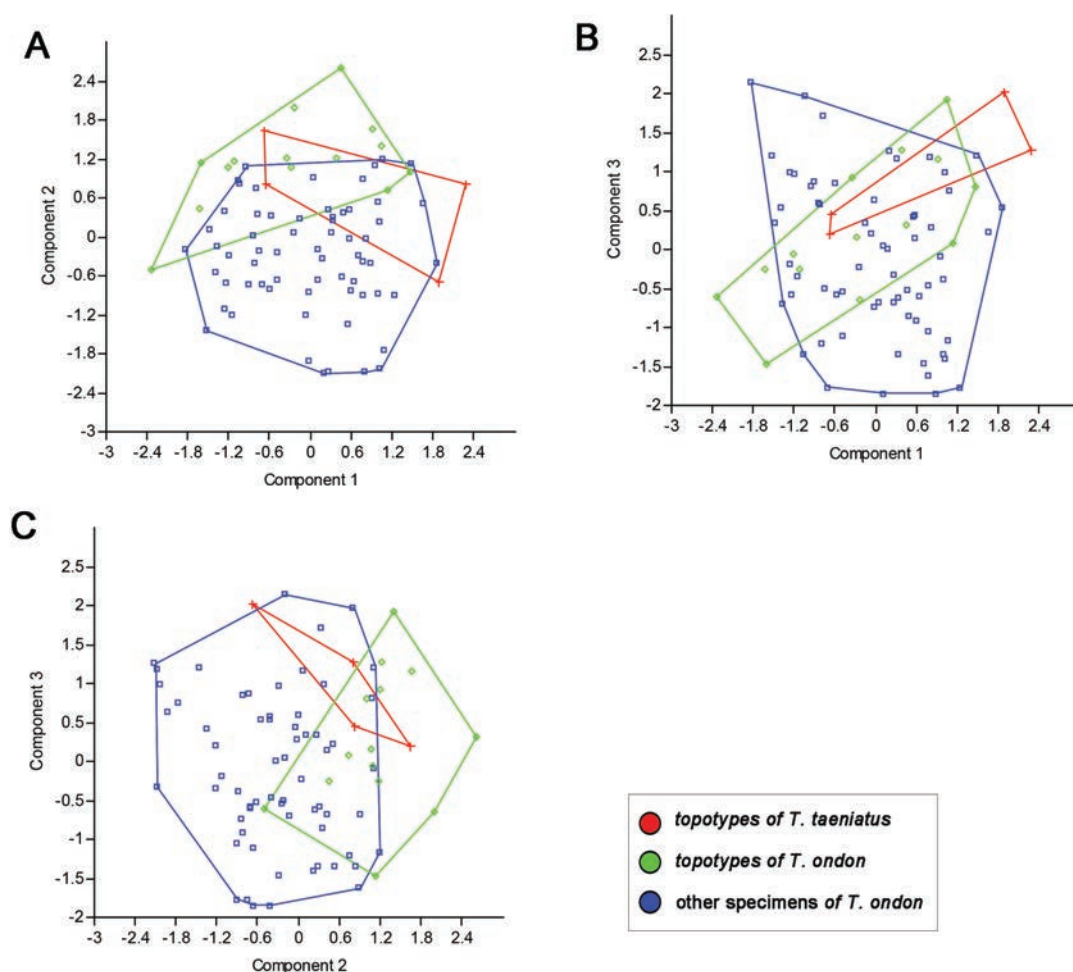 A
2.4
1.8
1.2
0.6
0
-0.6
-1.2
-1.8
-2.4
-3
Component 2
-3 -2.4 -1.8 -1.2 -0.6 0 0.6 1.2 1.8 2.4
Component 1
B
2.5
2
1.5
1
0.5
0
-0.5
-1
-1.5
-2
Component 3
-3 -2.4 -1.8 -1.2 -0.6 0 0.6 1.2 1.8 2.4
Component 1
C
2.5
2
1.5
1
0.5
0
-0.5
-1
-1.5
-2
Component 3
-3 -2.4 -1.8 -1.2 -0.6 0 0.6 1.2 1.8 2.4
Component 2
topotypes of T. taeniatus
topotypes of T. ondon
other specimens of T. ondon